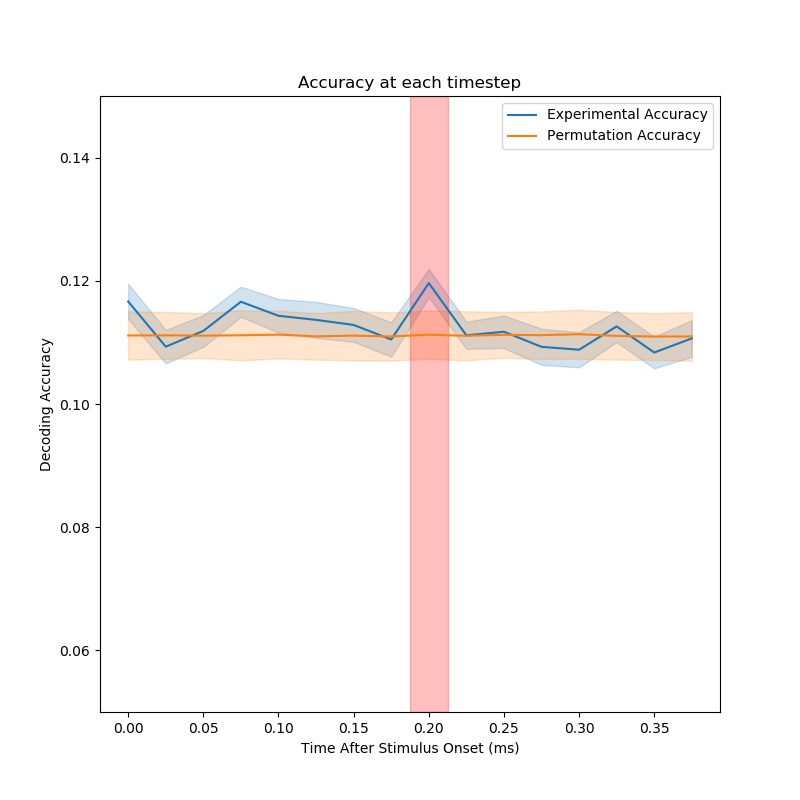 Accuracy at each timestep
Experimental Accuracy
Permutation Accuracy
Decoding Accuracy
0.14
0.12
0.10
0.08
0.06
0.00 0.05 0.10 0.15 0.20 0.25 0.30 0.35
Time After Stimulus Onset (ms)